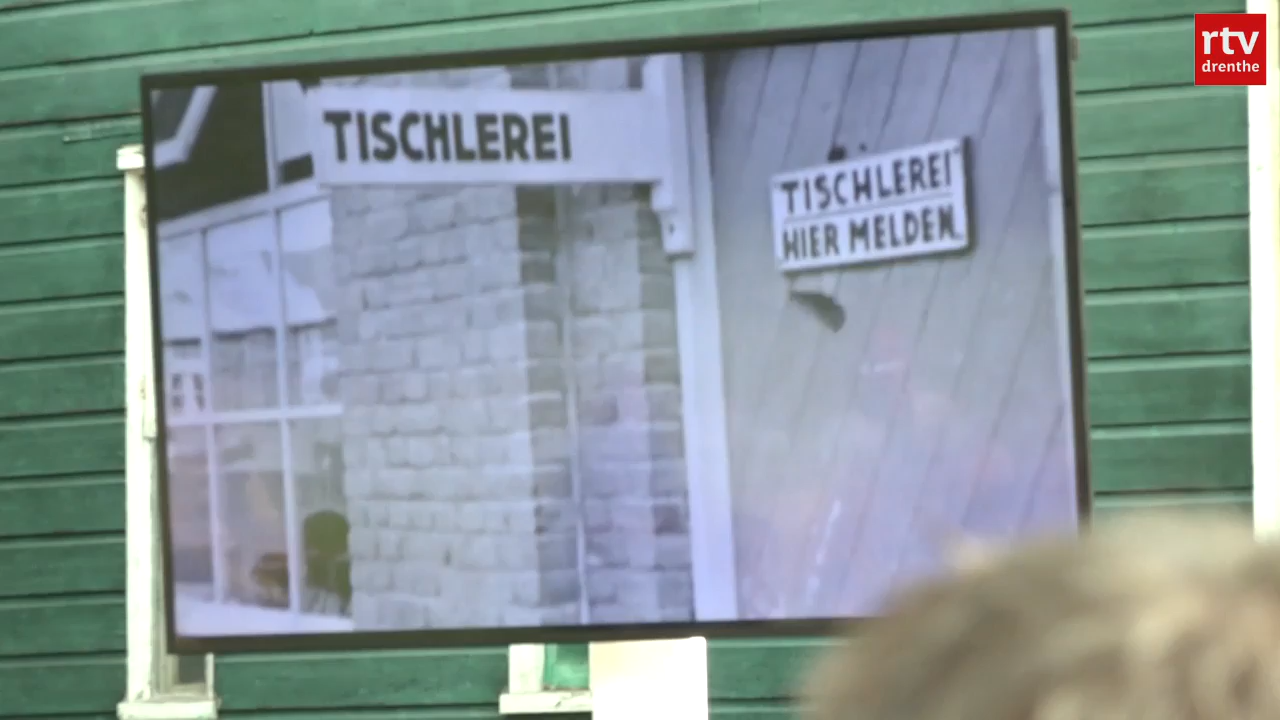 TISCHLEREI
TISCHLEREI
HIER MELDEN.
rtv
drenthe